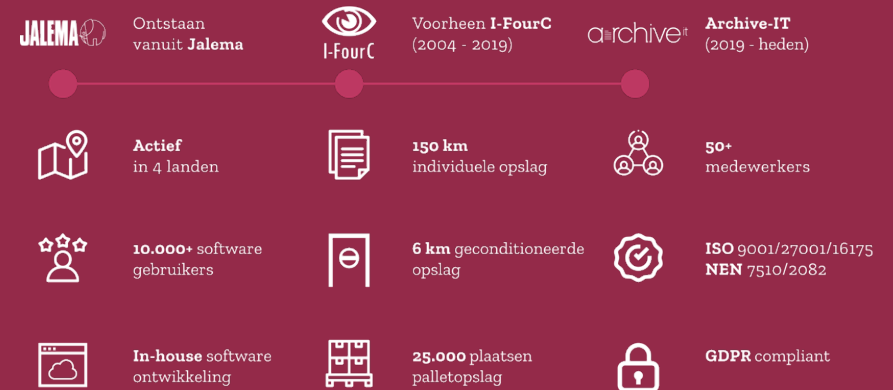 JALEMA
Ontstaan
vanuit Jalema
I-FourC
Voorheen I-FourC
(2004 - 2019)
archive it
Archive-IT
(2019 - heden)
Actief
in 4 landen
150 km
individuele opslag
50+
medewerkers
10.000+ software
gebruikers
6 km geconditioneerde
opslag
ISO 9001/27001/16175
NEN 7510/2082
In-house software
ontwikkeling
25.000 plaatsen
palletopslag
GDPR compliant